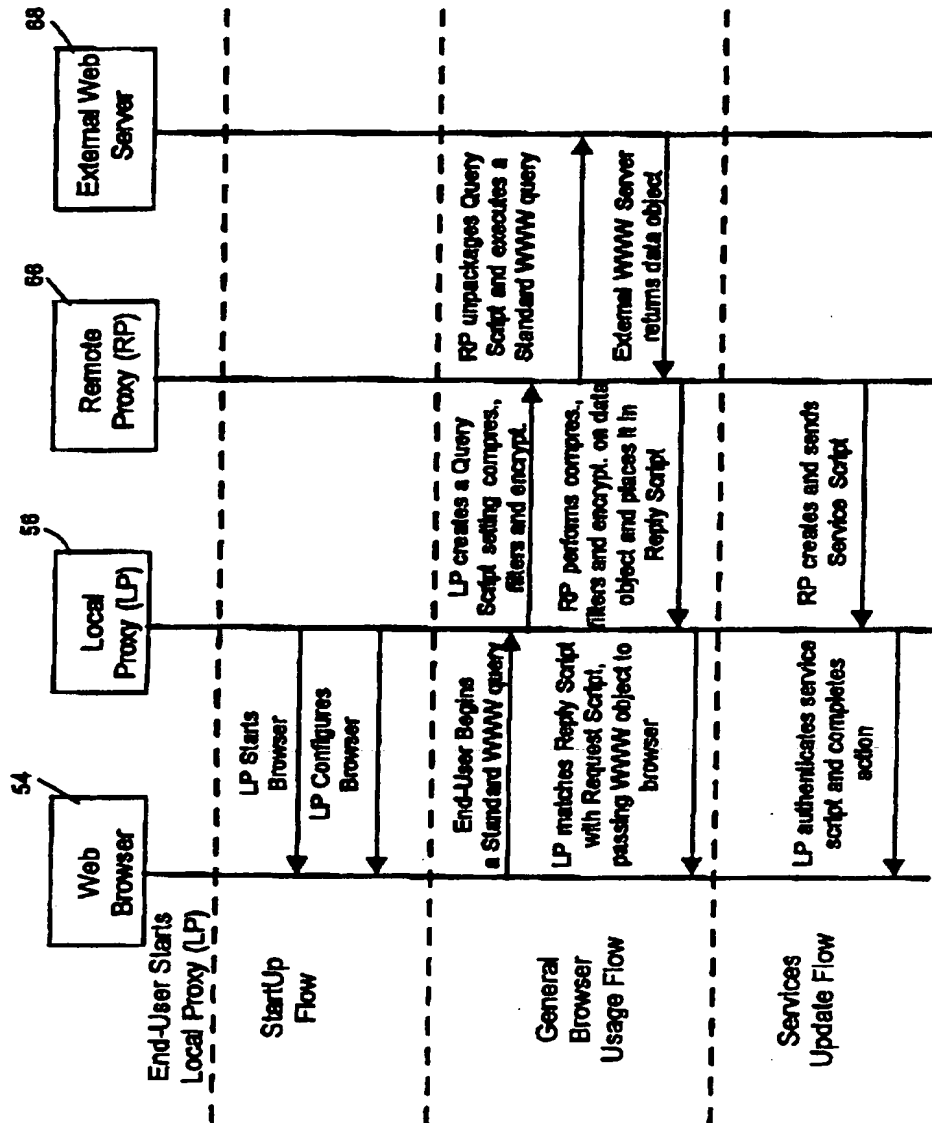 54
56
66
68
Web
Browser
Local
Proxy (LP)
Remote
Proxy (RP)
External Web
Server
End-User Starts
Local Proxy (LP)
StartUp
Flow
LP Starts
Browser
LP Configures
Browser
General
Browser
Usage Flow
End-User Begins
a Standard WWW query
LP creates a Query
Script setting compres.,
filters and encrypt.
RP unpackages Query
Script and executes a
Standard WWW query
External WWW Server
returns data object
RP performs compres.,
filters and encrypt. on data
object and places it in
Reply Script
LP matches Reply Script
with Request Script,
passing WWW object to
browser
Services
Update Flow
RP creates and sends
Service Script
LP authenticates service
script and completes
action